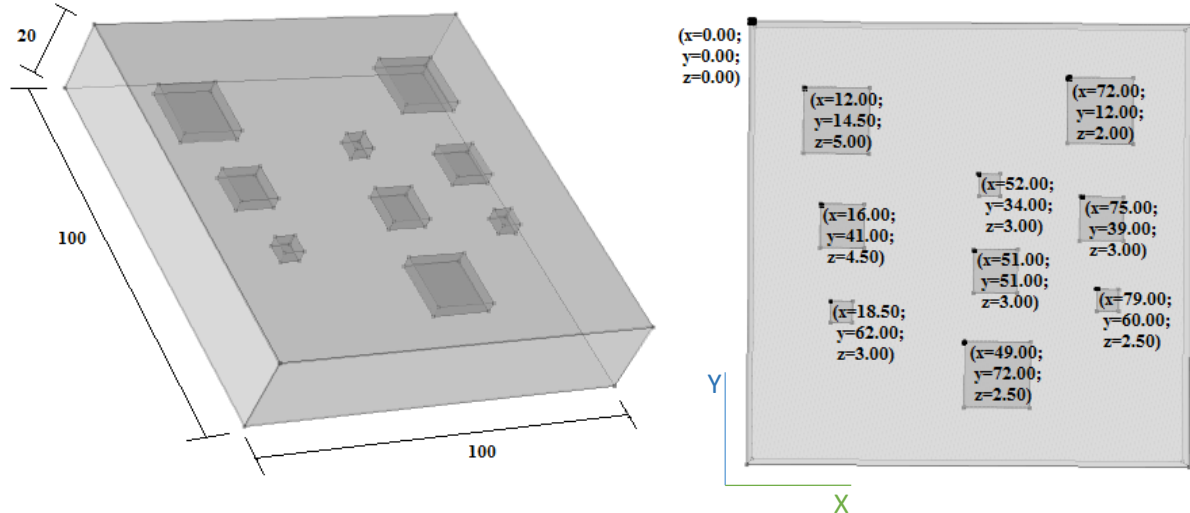 20
100
100
(x=0.00;
y=0.00;
z=0.00)
(x=12.00;
y=14.50;
z=5.00)
(x=72.00;
y=12.00;
z=2.00)
(x=52.00;
y=34.00;
z=3.00)
(x=75.00;
y=39.00;
z=3.00)
(x=16.00;
y=41.00;
z=4.50)
(x=51.00;
y=51.00;
z=3.00)
(x=18.50;
y=62.00;
z=3.00)
(x=79.00;
y=60.00;
z=2.50)
(x=49.00;
y=72.00;
z=2.50)
Y
X